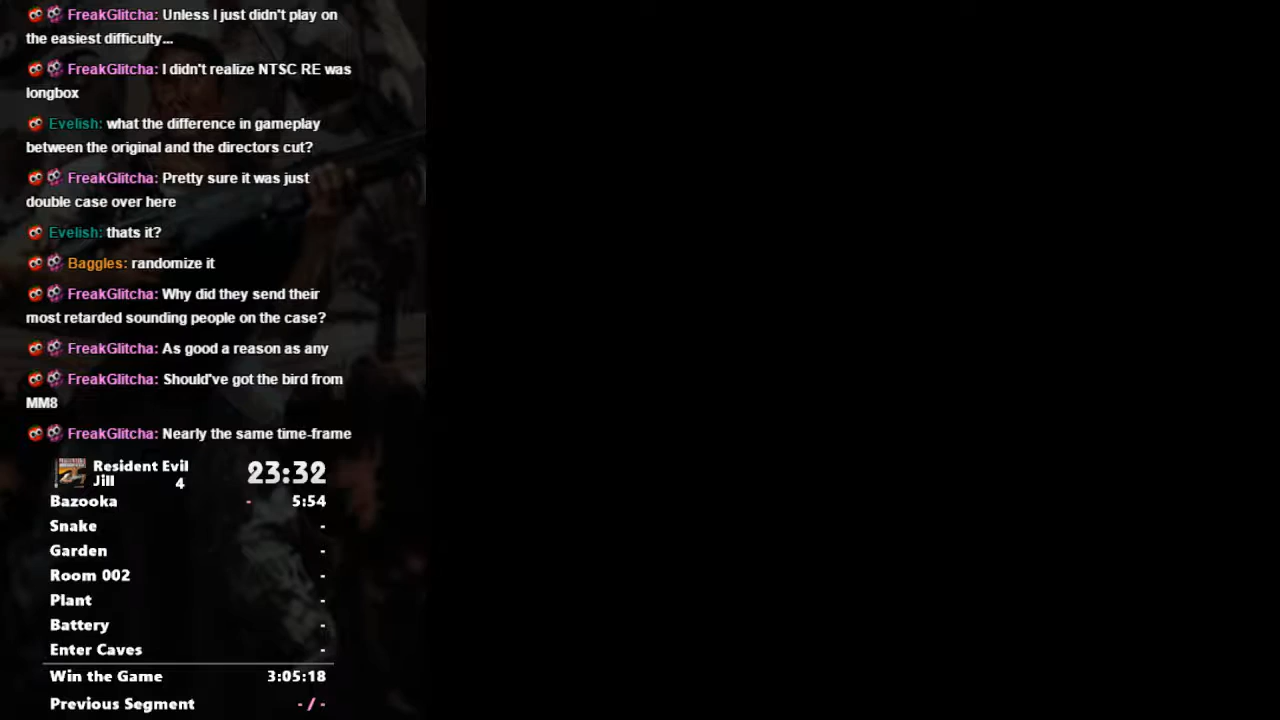 FreakGlitcha: Unless I just didn't play on
the easiest difficulty...
FreakGlitcha: I didn't realize NTSC RE was
longbox
Evelish: what the difference in gameplay
between the original and the directors cut?
FreakGlitcha: Pretty sure it was just
double case over here
Evelish: thats it?
Baggles: randomize it
FreakGlitcha: Why did they send their
most retarded sounding people on the case?
FreakGlitcha: As good a reason as any
FreakGlitcha: Should've got the bird from
MM8
FreakGlitcha: Nearly the same time-frame
Resident Evil 23:32
Jill 4
Bazooka - 5:54
Snake -
Garden -
Room 002 -
Plant -
Battery -
Enter Caves -
Win the Game 3:05:18
Previous Segment - / -